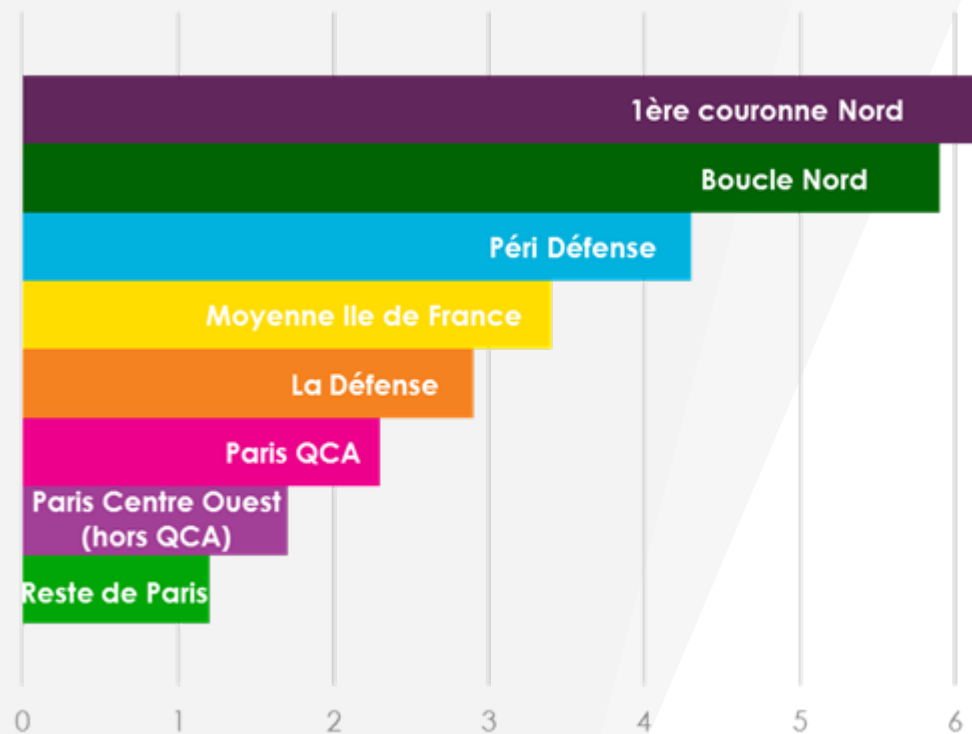 1ère couronne Nord
Boucle Nord
Péri Défense
Moyenne Ile de France
La Défense
Paris QCA
Paris Centre Ouest
(hors QCA)
Reste de Paris
0 1 2 3 4 5 6